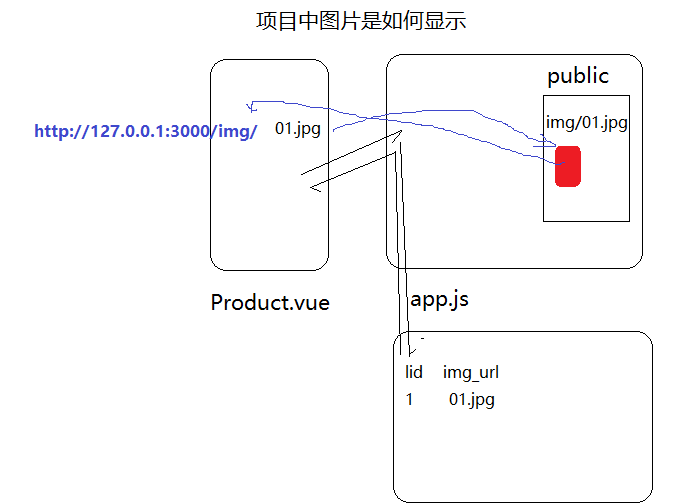 项目中图片是如何显示
public
img/01.jpg
http://127.0.0.1:3000/img/ 01.jpg
Product.vue
app.js
lid img_url
1 01.jpg